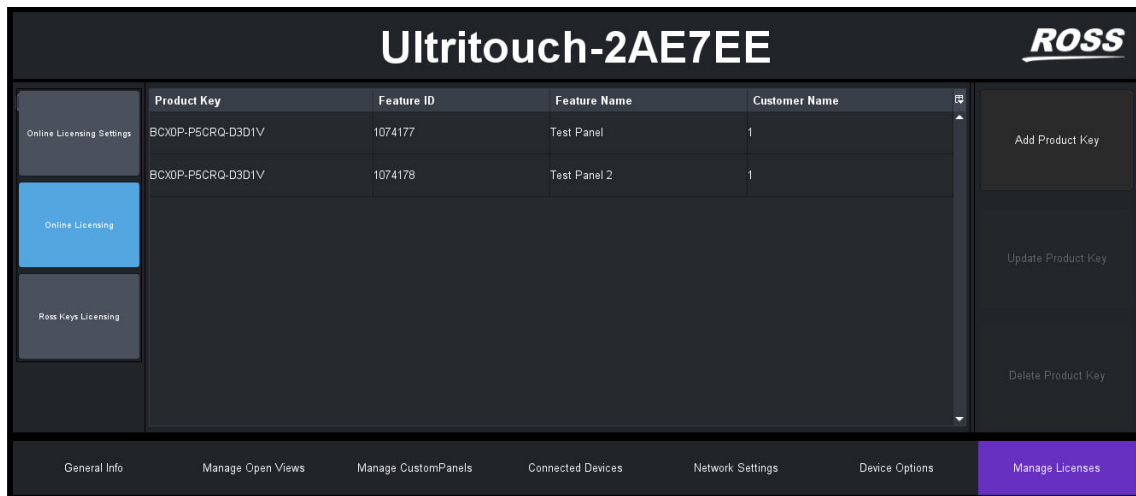 Ultritouch-2AE7EE
ROSS
Product Key Feature ID Feature Name Customer Name
Online Licensing Settings
BCX0P-P5CRQ-D3D1V 1074177 Test Panel 1
BCX0P-P5CRQ-D3D1V 1074178 Test Panel 2 1
Online Licensing
Ross Keys Licensing
Add Product Key
Update Product Key
Delete Product Key
General Info Manage Open Views Manage CustomPanels Connected Devices Network Settings Device Options Manage Licenses